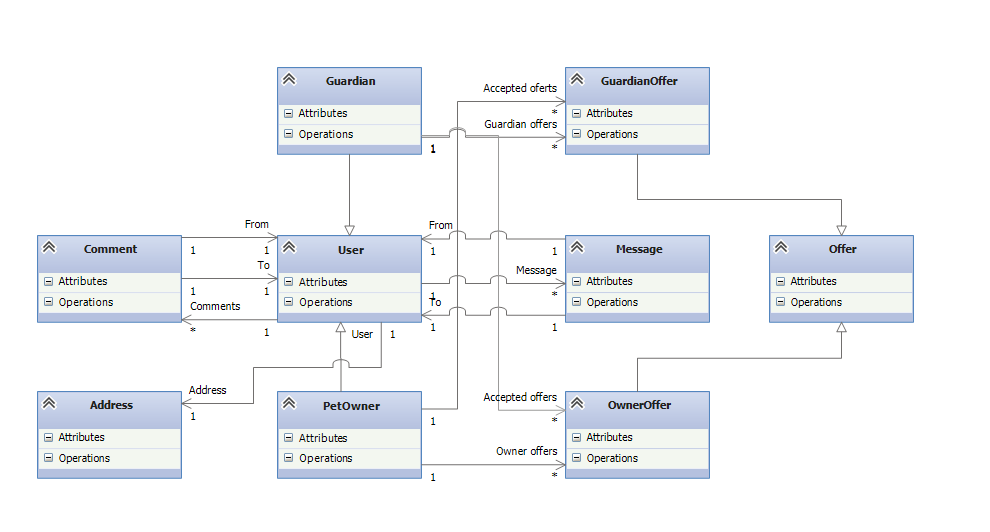 Guardian
Attributes
Operations
1
Accepted oferts
*
Guardian offers
*
GuardianOffer
Attributes
Operations
Comment
Attributes
Operations
From
1
1
To
1
1
Comments
*
1
User
Attributes
Operations
From
1
1
Message
1
*
To
1
1
Message
Attributes
Operations
Offer
Attributes
Operations
User
1
Address
1
Address
Attributes
Operations
PetOwner
Attributes
Operations
1
Accepted offers
*
Owner offers
1
*
OwnerOffer
Attributes
Operations